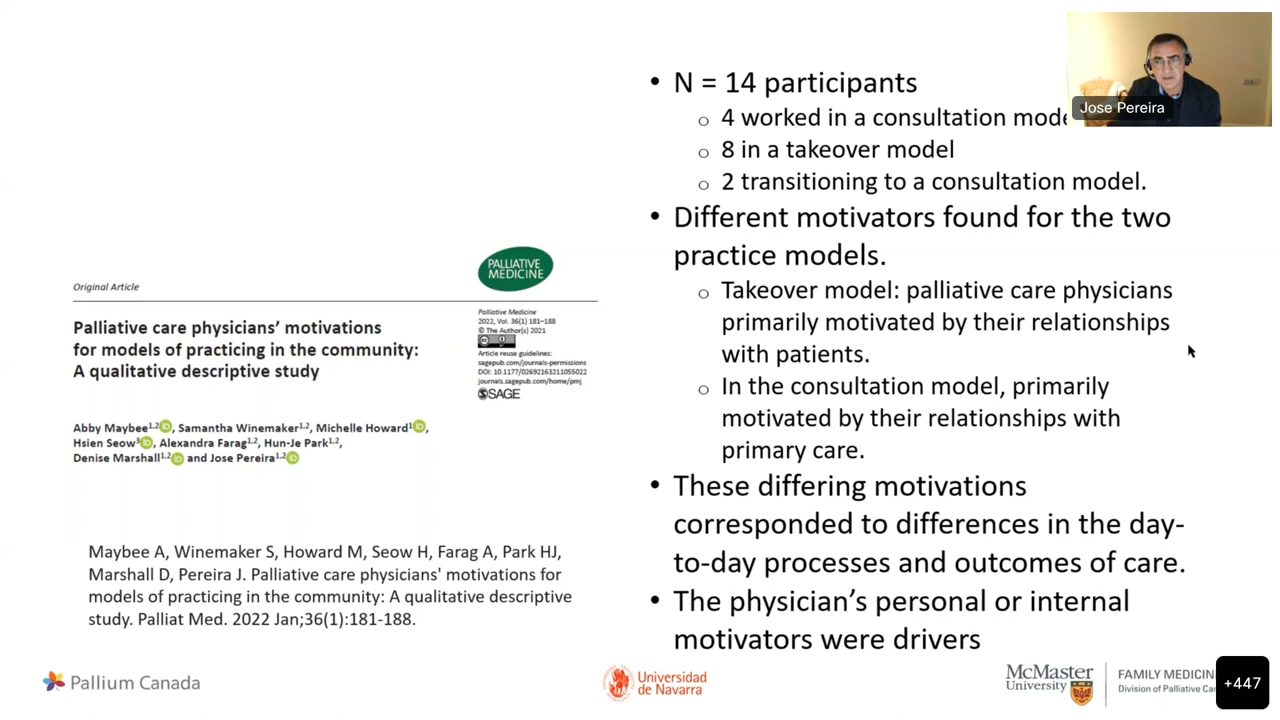 Original Article
Palliative care physicians' motivations
for models of practicing in the community:
A qualitative descriptive study
PALLIATIVE
MEDICINE
Palliative Medicine
2022, Vol. 36(1) 181–188
© The Author(s) 2021
Article reuse guidelines:
sagepub.com/journals-permissions
DOI: 10.1177/02692163211055022
journals.sagepub.com/home/pmj
SAGE
Abby Maybee1,2, Samantha Winemaker1,2, Michelle Howard1,
Hsien Seow3, Alexandra Farag1,2, Hun-Je Park1,2,
Denise Marshall1,2 and Jose Pereira1,2
Maybee A, Winemaker S, Howard M, Seow H, Farag A, Park HJ,
Marshall D, Pereira J. Palliative care physicians' motivations for
models of practicing in the community: A qualitative descriptive
study. Palliat Med. 2022 Jan;36(1):181-188.
• N = 14 participants
o 4 worked in a consultation mode
o 8 in a takeover model
o 2 transitioning to a consultation model.
• Different motivators found for the two
practice models.
o Takeover model: palliative care physicians
primarily motivated by their relationships
with patients.
o In the consultation model, primarily
motivated by their relationships with
primary care.
• These differing motivations
corresponded to differences in the day-
to-day processes and outcomes of care.
• The physician's personal or internal
motivators were drivers
Jose Pereira
Pallium Canada
Universidad
de Navarra
McMaster
University
FAMILY MEDICIN
Division of Palliative Ca
+447